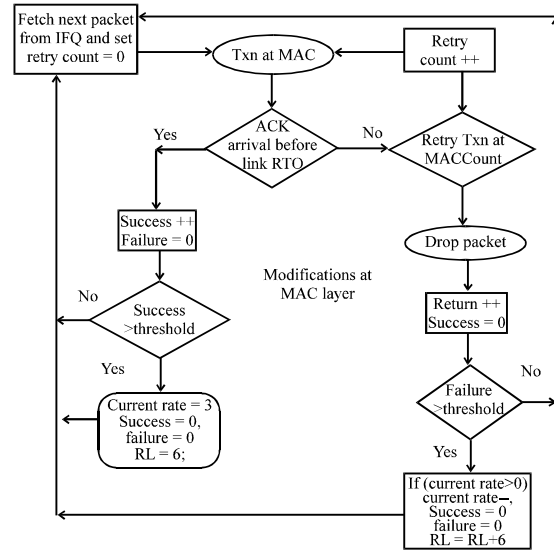 Fetch next packet
from IFQ and set
retry count = 0
Txn at MAC
Retry
count ++
Yes
ACK
arrival before
link RTO
No
Retry Txn at
MACCount
Success ++
Failure = 0
Drop packet
Modifications at
MAC layer
No
Success
>threshold
Return ++
Success = 0
Yes
No
Failure
>threshold
Current rate = 3
Success = 0,
failure = 0
RL = 6;
Yes
If (current rate>0)
current rate–,
Success = 0
failure = 0
RL = RL+6